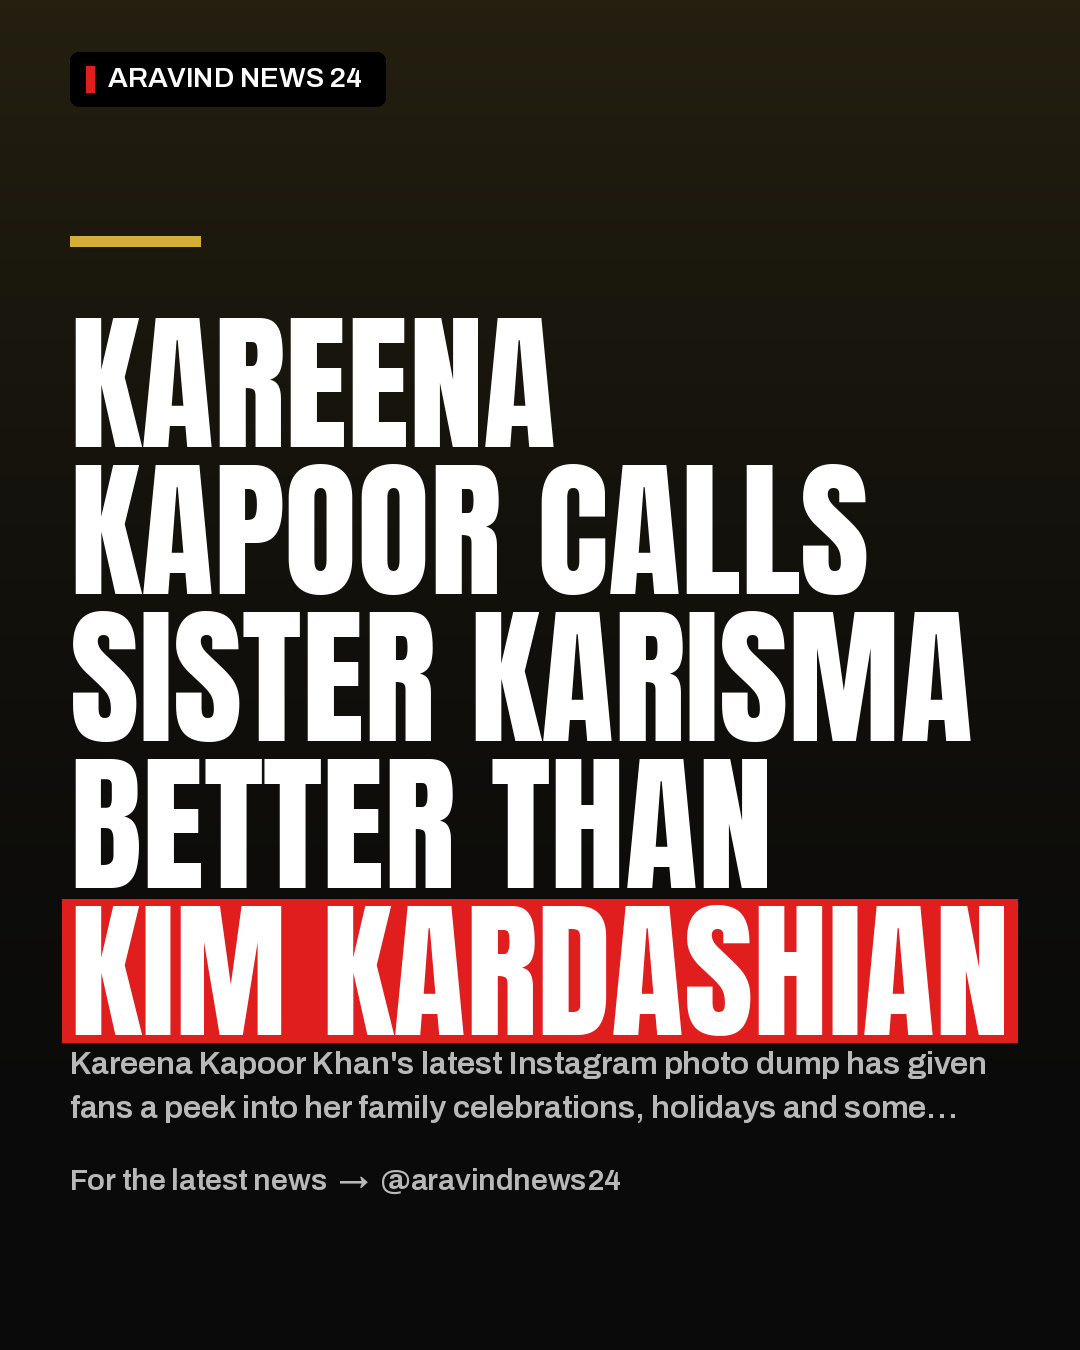 ARAVIND NEWS 24
KAREENA
KAPOOR CALLS
SISTER KARISMA
BETTER THAN
KIM KARDASHIAN
Kareena Kapoor Khan's latest Instagram photo dump has given
fans a peek into her family celebrations, holidays and some...
For the latest news → @aravindnews24